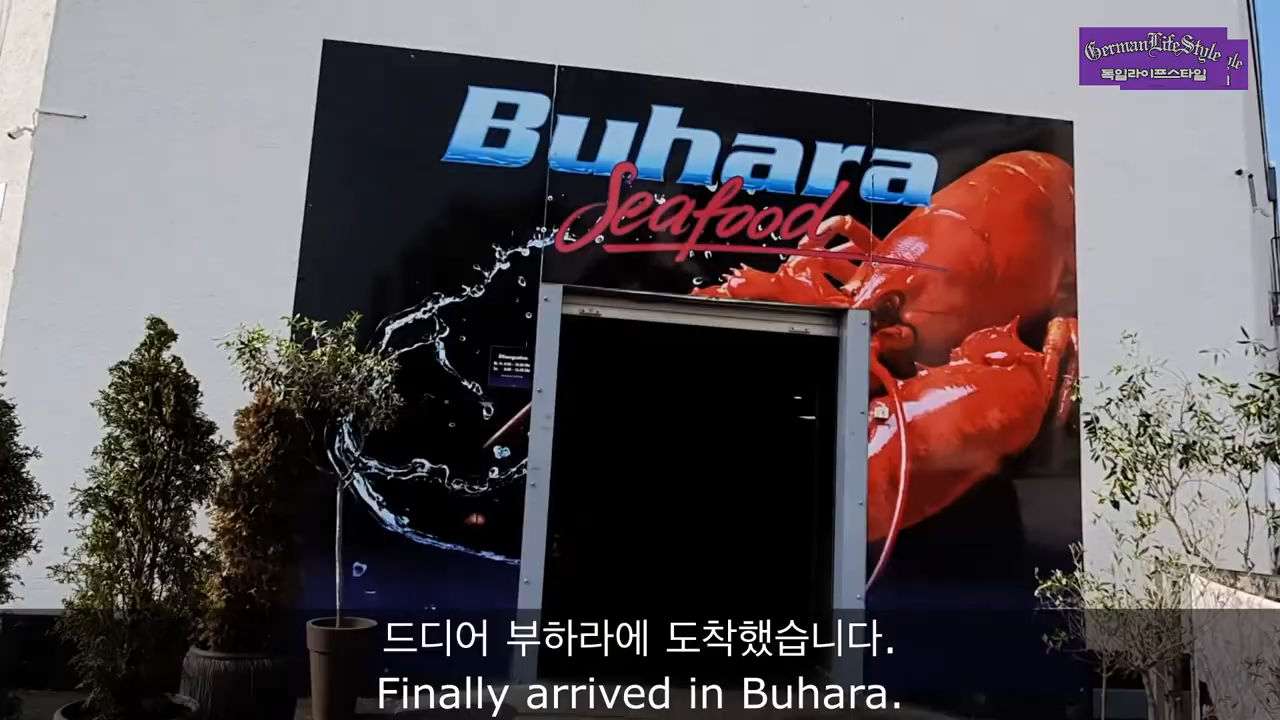 GermanLifeStyle
독일라이프스타일
Buhara
Seafood
드디어 부하라에 도착했습니다.
Finally arrived in Buhara.